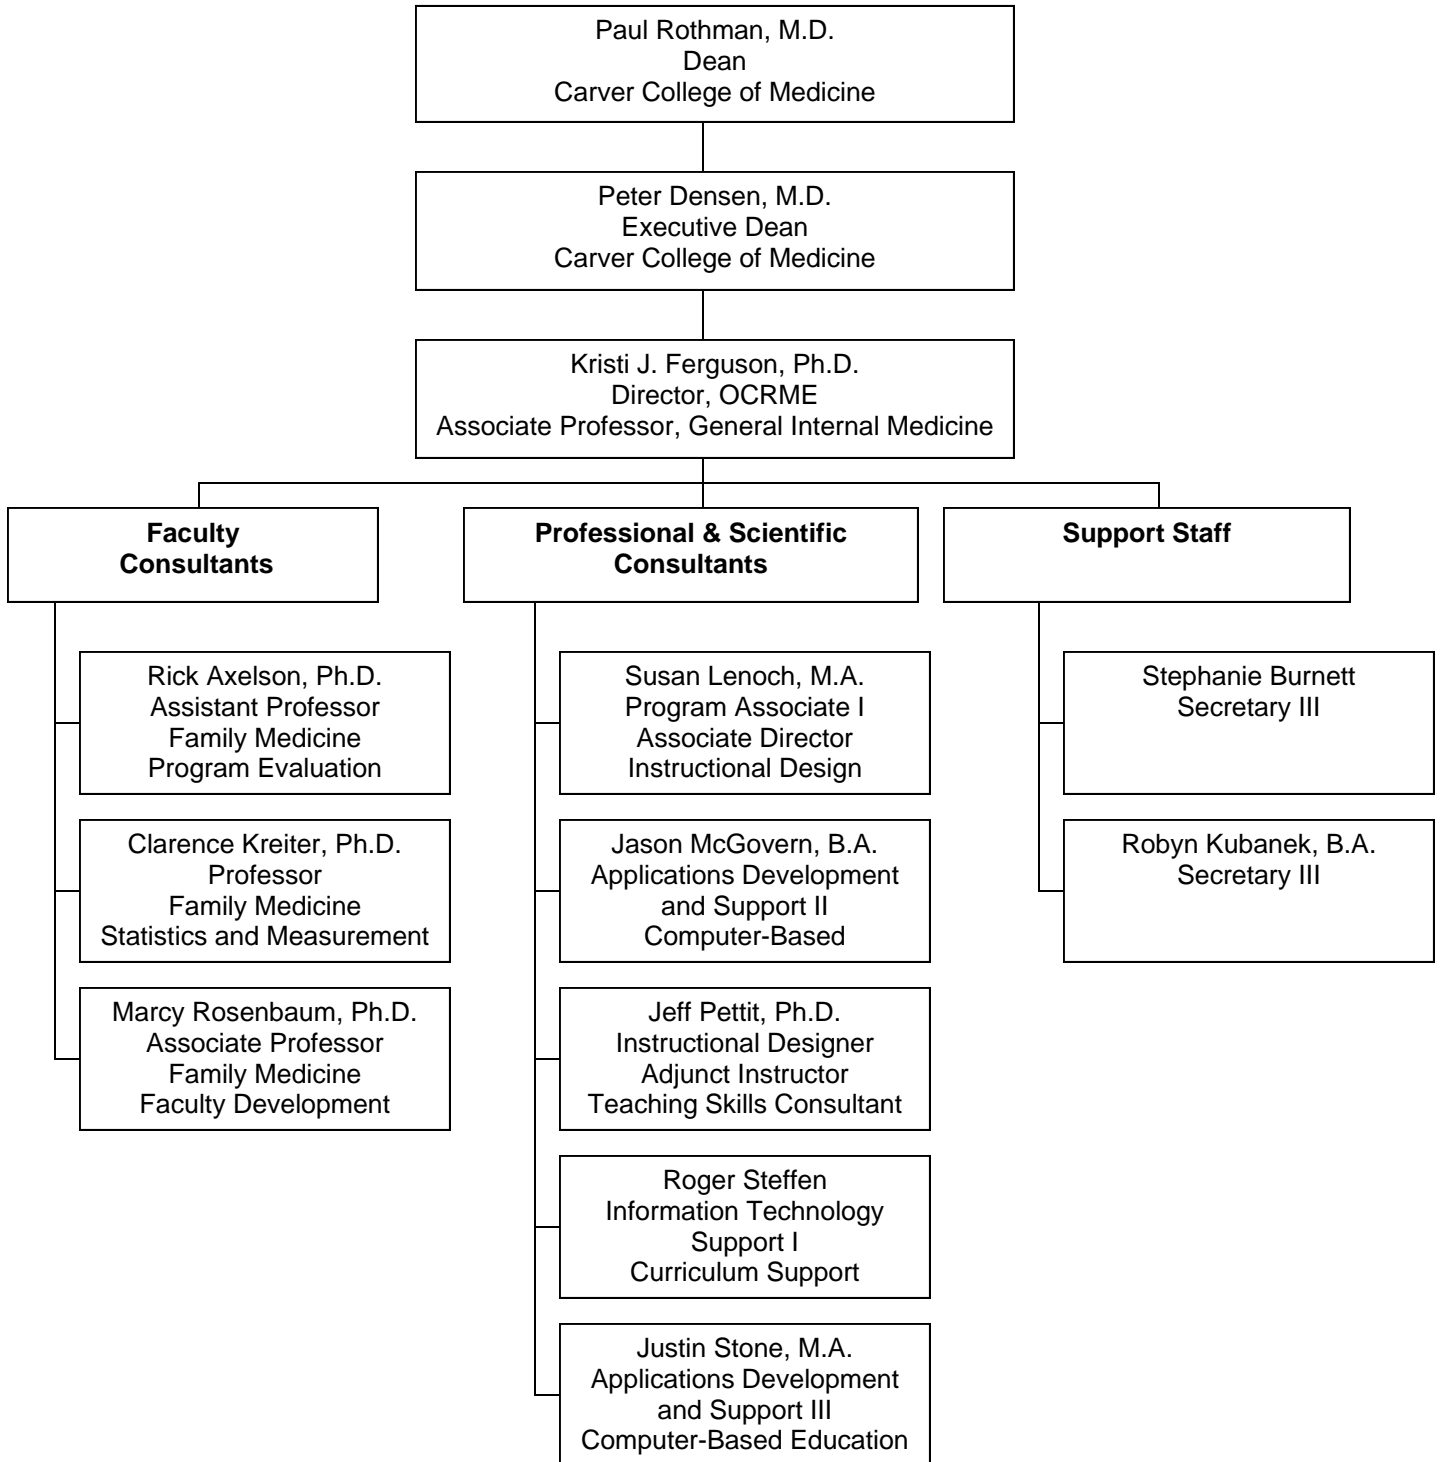 Paul Rothman, M.D.
Dean
Carver College of Medicine
Peter Densen, M.D.
Executive Dean
Carver College of Medicine
Kristi J. Ferguson, Ph.D.
Director, OCRME
Associate Professor, General Internal Medicine
Faculty
Consultants
Rick Axelson, Ph.D.
Assistant Professor
Family Medicine
Program Evaluation
Clarence Kreiter, Ph.D.
Professor
Family Medicine
Statistics and Measurement
Marcy Rosenbaum, Ph.D.
Associate Professor
Family Medicine
Faculty Development
Professional & Scientific
Consultants
Susan Lenoch, M.A.
Program Associate I
Associate Director
Instructional Design
Jason McGovern, B.A.
Applications Development
and Support II
Computer-Based
Jeff Pettit, Ph.D.
Instructional Designer
Adjunct Instructor
Teaching Skills Consultant
Roger Steffen
Information Technology
Support I
Curriculum Support
Justin Stone, M.A.
Applications Development
and Support III
Computer-Based Education
Support Staff
Stephanie Burnett
Secretary III
Robyn Kubanek, B.A.
Secretary III